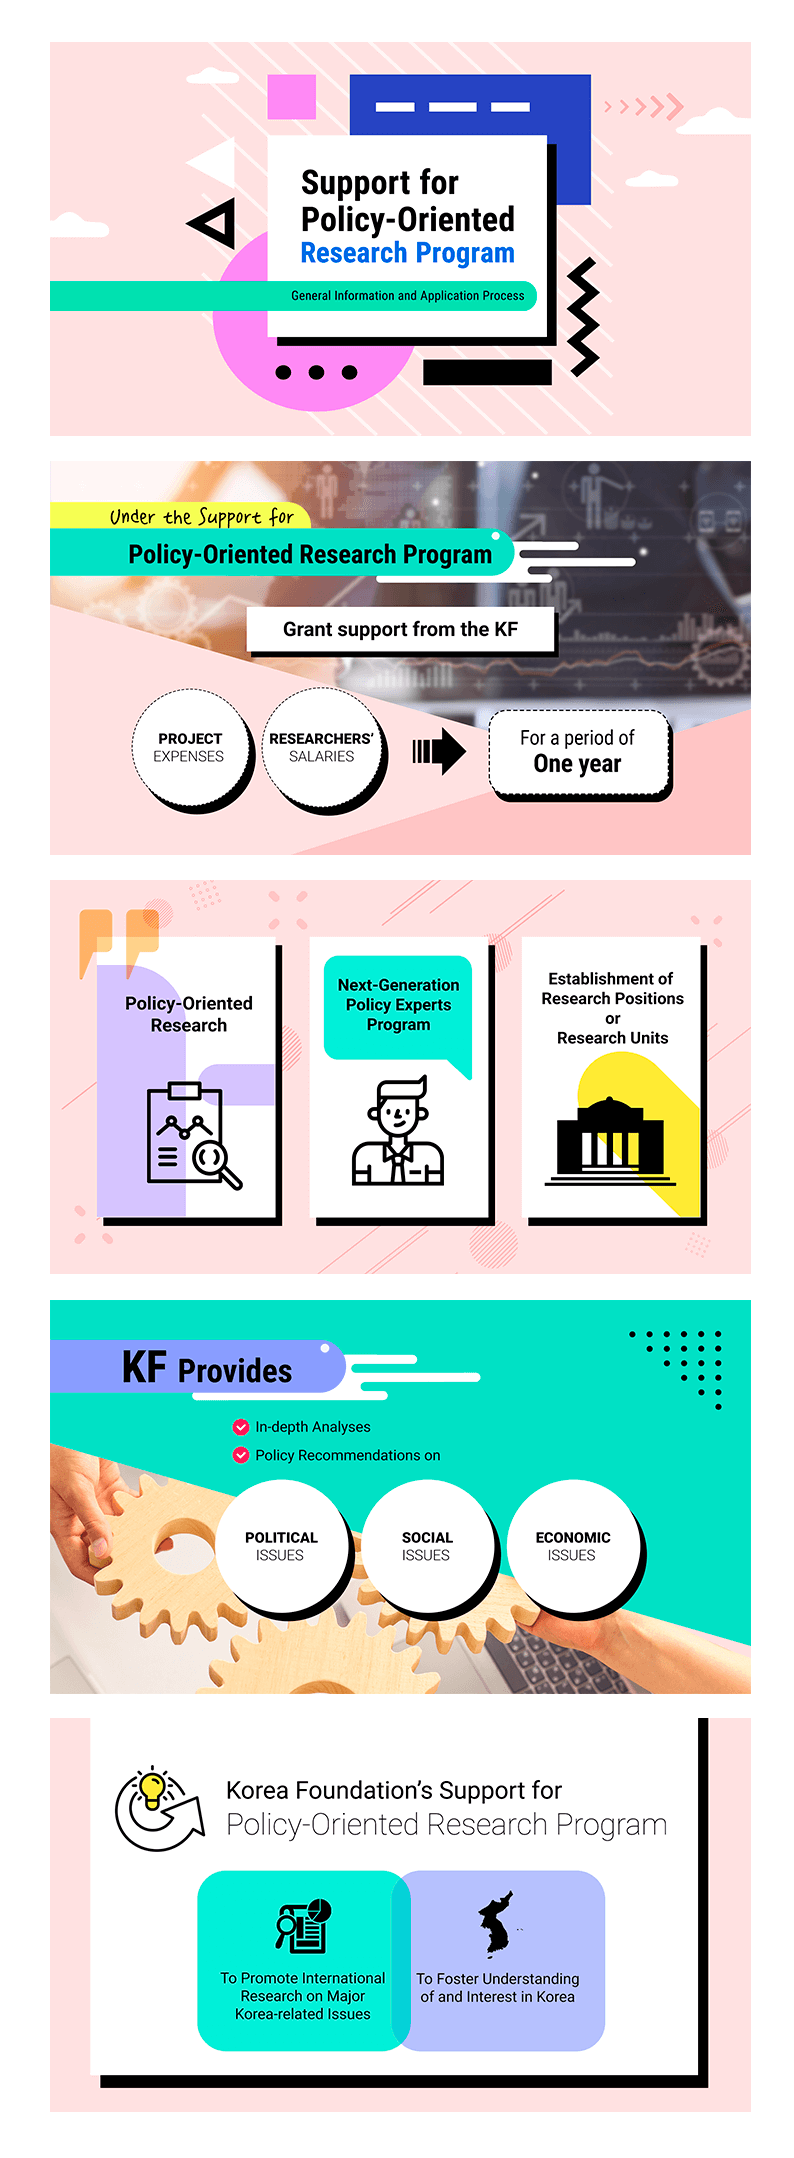 Support for
Policy-Oriented
Research Program
General Information and Application Process
Under the Support for
Policy-Oriented Research Program
Grant support from the KF
PROJECT
EXPENSES
RESEARCHERS'
SALARIES
For a period of
One year
Policy-Oriented
Research
Next-Generation
Policy Experts
Program
Establishment of
Research Positions
or
Research Units
KF Provides
In-depth Analyses
Policy Recommendations on
POLITICAL
ISSUES
SOCIAL
ISSUES
ECONOMIC
ISSUES
Korea Foundation's Support for
Policy-Oriented Research Program
To Promote International
Research on Major
Korea-related Issues
To Foster Understanding
of and Interest in Korea